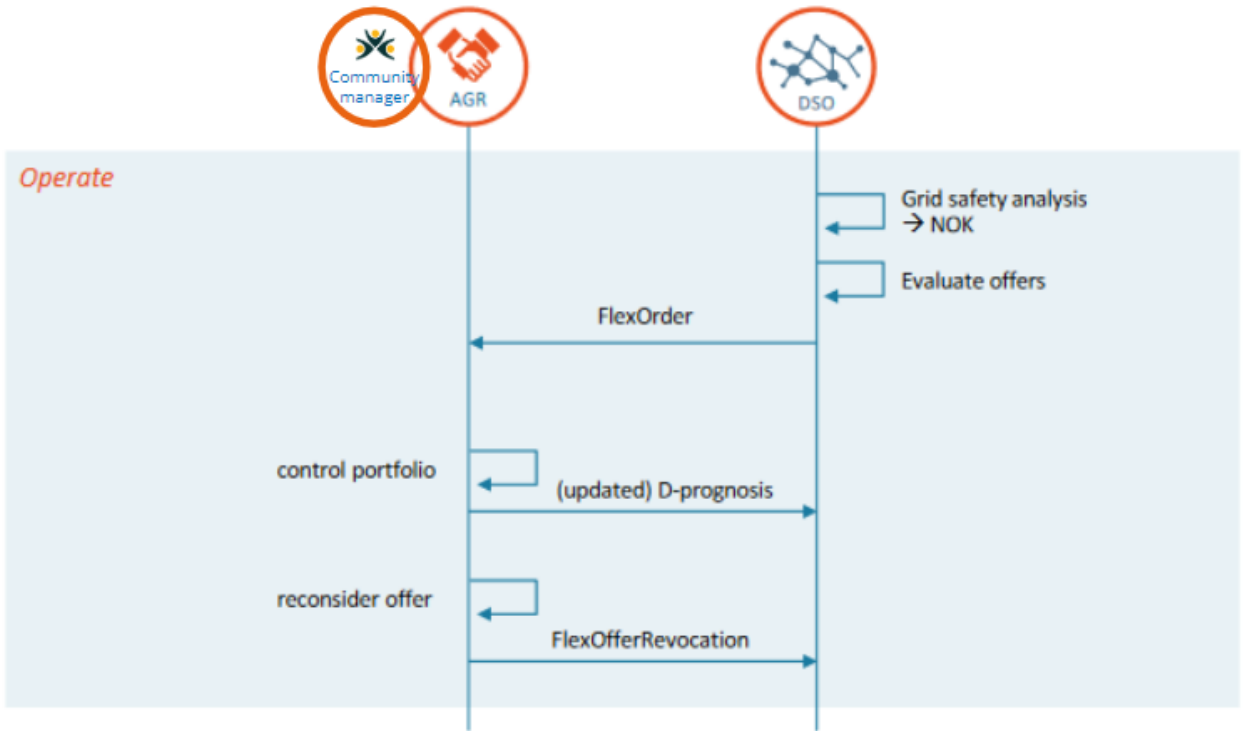 Community
manager
AGR
DSO
Operate
Grid safety analysis
→ NOK
Evaluate offers
FlexOrder
control portfolio
(updated) D-prognosis
reconsider offer
FlexOfferRevocation